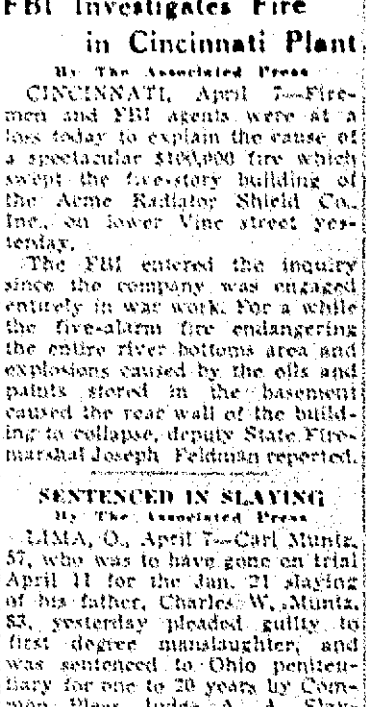 FBI Investigates Fire
in Cincinnati Plant
By The Associated Press
CINCINNATI, April 7—Fire-
men and FBI agents were at a
loss today to explain the cause of
a spectacular $100,000 fire which
swept the five-story building of
the Acme Radiator Shield Co.,
Inc., on lower Vine street yes-
terday.
The FBI entered the inquiry
since the company was engaged
entirely in war work. For a while
the five-alarm fire endangering
the entire river bottoms area and
explosions caused by the oils and
paints stored in the basement
caused the rear wall of the build-
ing to collapse, deputy State Fire-
marshal Joseph Feldman reported.
SENTENCED IN SLAYING
By The Associated Press
LIMA, O., April 7—Carl Muntz,
57, who was to have gone on trial
April 11 for the Jan. 21 slaying
of his father, Charles W. Muntz,
83, yesterday pleaded guilty to
first degree manslaughter, and
was sentenced to Ohio peniten-
tiary for one to 20 years by Com-
mon Pleas Judge A. A.